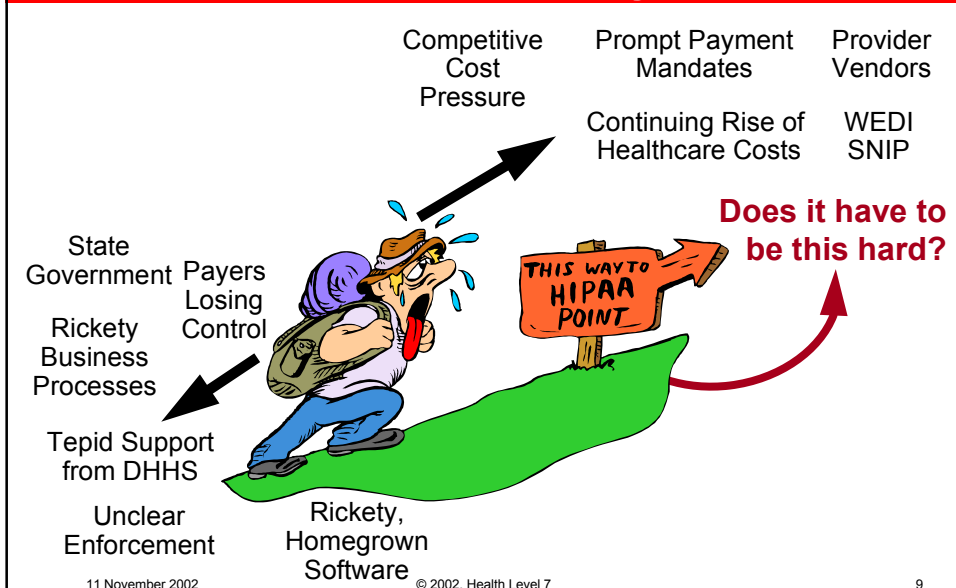 Competitive
Cost
Pressure
Prompt Payment
Mandates
Provider
Vendors
Continuing Rise of
Healthcare Costs
WEDI
SNIP
Does it have to
be this hard?
THIS WAY TO
HIPAA
POINT
State
Government
Payers
Losing
Control
Rickety
Business
Processes
Tepid Support
from DHHS
Unclear
Enforcement
Rickety,
Homegrown
Software
11 November 2002
© 2002, Health Level 7
9